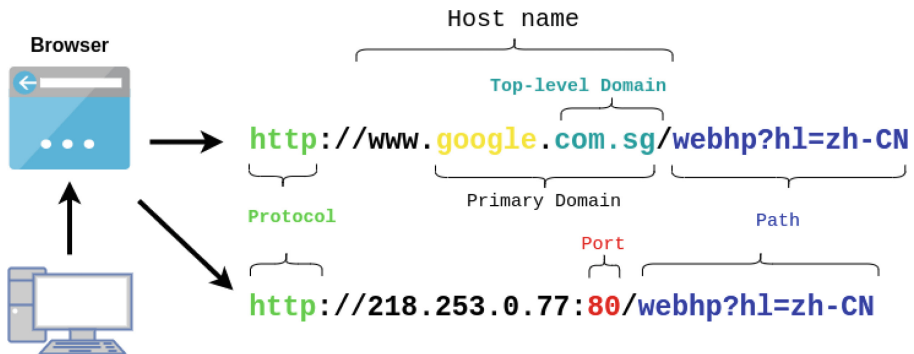 Host name
Browser
Top-level Domain
http://www.google.com.sg/webhp?hl=zh-CN
Primary Domain
Protocol
Path
Port
http://218.253.0.77:80/webhp?hl=zh-CN